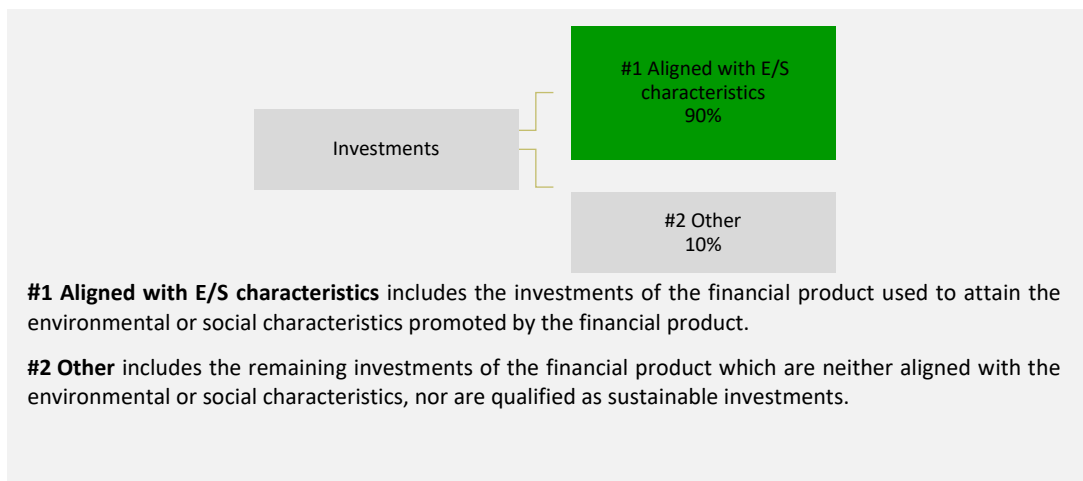 #1 Aligned with E/S
characteristics
90%
Investments
#2 Other
10%
#1 Aligned with E/S characteristics includes the investments of the financial product used to attain the
environmental or social characteristics promoted by the financial product.
#2 Other includes the remaining investments of the financial product which are neither aligned with the
environmental or social characteristics, nor are qualified as sustainable investments.